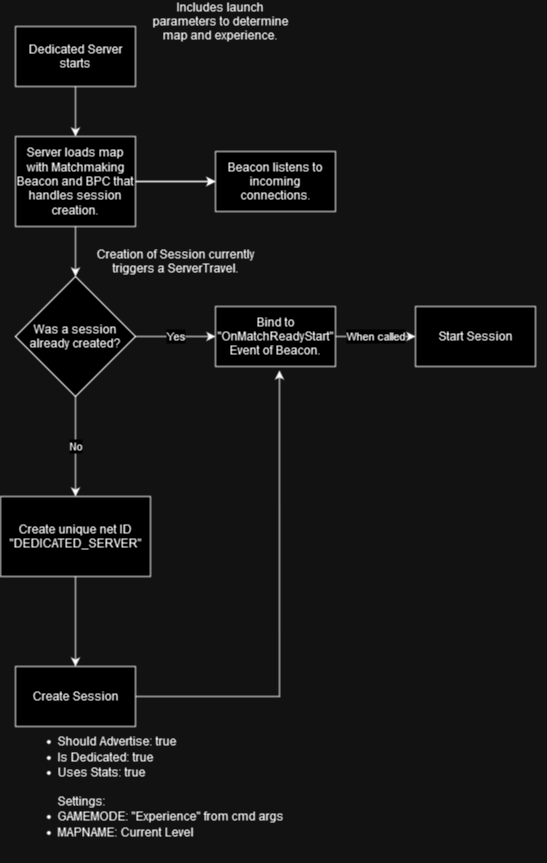 Includes launch
parameters to determine
map and experience.
Dedicated Server
starts
Server loads map
with Matchmaking
Beacon and BPC that
handles session
creation.
Beacon listens to
incoming
connections.
Creation of Session currently
triggers a ServerTravel.
Was a session
already created?
Yes
Bind to
"OnMatchReadyStart"
Event of Beacon.
When called
Start Session
No
Create unique net ID
"DEDICATED_SERVER"
Create Session
• Should Advertise: true
• Is Dedicated: true
• Uses Stats: true
Settings:
• GAMEMODE: "Experience" from cmd args
• MAPNAME: Current Level